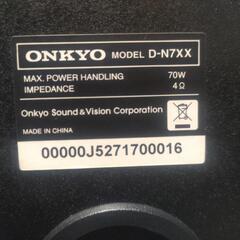 ONKYO MODEL D-N7XX
MAX. POWER HANDLING 70W
IMPEDANCE 4Ω
Onkyo Sound & Vision Corporation
MADE IN CHINA
00000J5271700016